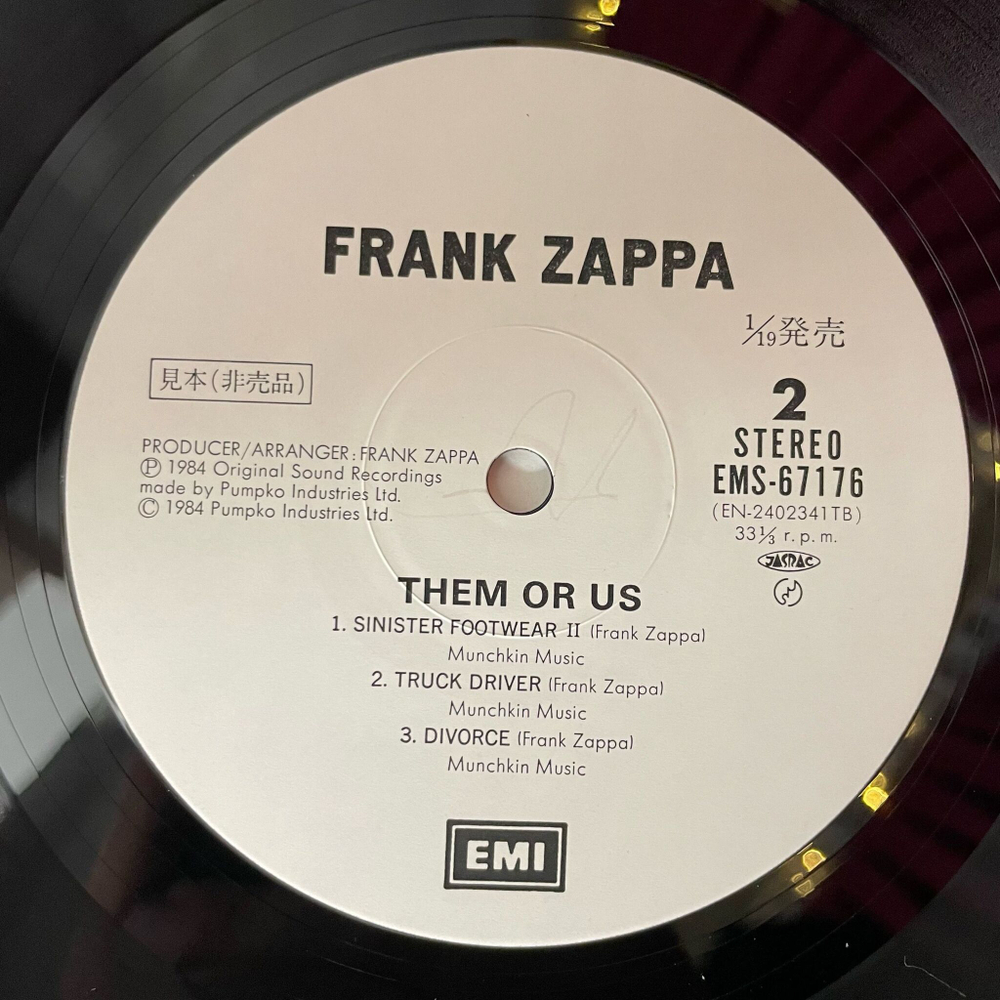 FRANK ZAPPA
1/19発売
見本(非売品)
2
STEREO
EMS-67176
(EN-2402341TB)
33⅓ r.p.m.
JASRAC
PRODUCER/ARRANGER: FRANK ZAPPA
Ⓟ 1984 Original Sound Recordings
made by Pumpko Industries Ltd.
© 1984 Pumpko Industries Ltd.
THEM OR US
1. SINISTER FOOTWEAR II (Frank Zappa)
Munchkin Music
2. TRUCK DRIVER (Frank Zappa)
Munchkin Music
3. DIVORCE (Frank Zappa)
Munchkin Music
EMI